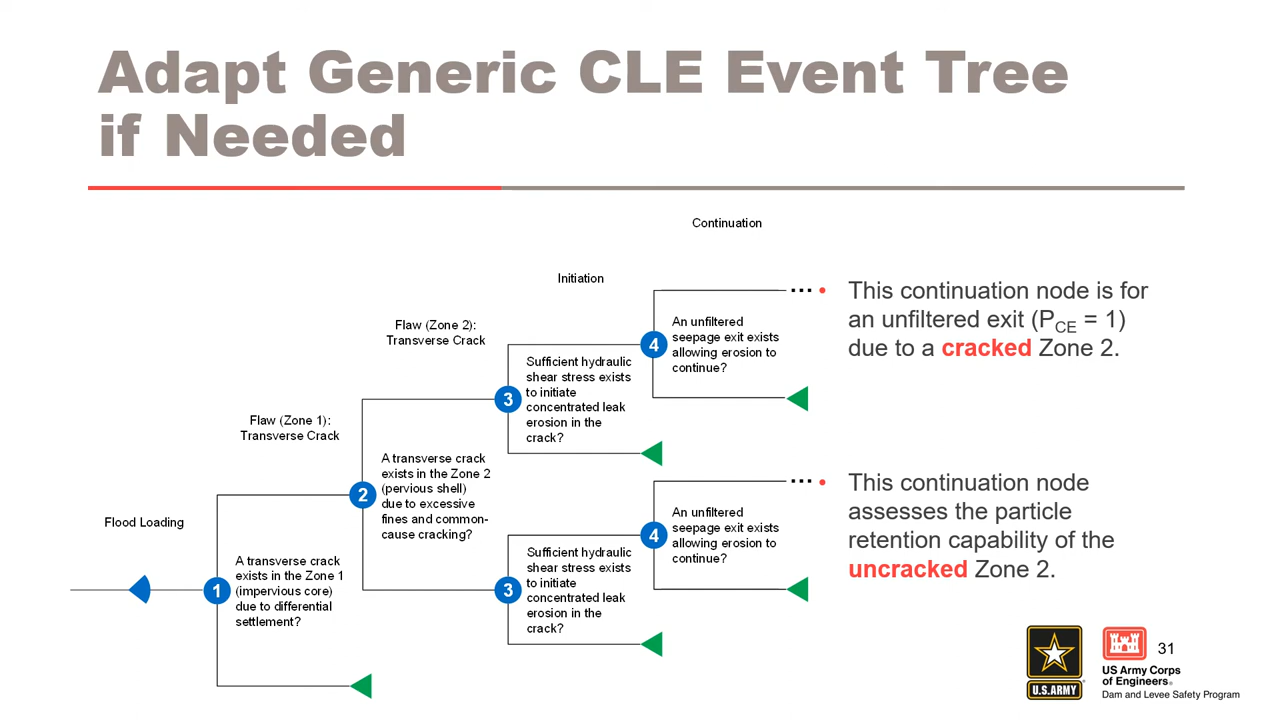 Adapt Generic CLE Event Tree
if Needed
Continuation
Initiation
Flaw (Zone 2):
Transverse Crack
Flaw (Zone 1):
Transverse Crack
Flood Loading
1
A transverse crack
exists in the Zone 1
(impervious core)
due to differential
settlement?
2
A transverse crack
exists in the Zone 2
(pervious shell)
due to excessive
fines and common-
cause cracking?
3
Sufficient hydraulic
shear stress exists
to initiate
concentrated leak
erosion in the
crack?
4
An unfiltered
seepage exit exists
allowing erosion to
continue?
...
• This continuation node is for
an unfiltered exit (PCE = 1)
due to a cracked Zone 2.
3
Sufficient hydraulic
shear stress exists
to initiate
concentrated leak
erosion in the
crack?
4
An unfiltered
seepage exit exists
allowing erosion to
continue?
...
• This continuation node
assesses the particle
retention capability of the
uncracked Zone 2.
U.S.ARMY
US Army Corps
of Engineers®
Dam and Levee Safety Program
31